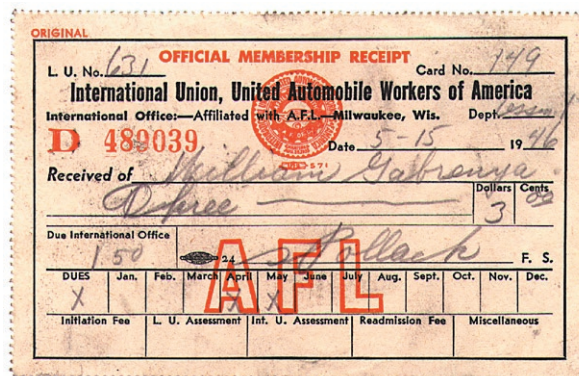 ORIGINAL
OFFICIAL MEMBERSHIP RECEIPT
L. U. No. 631 Card No. 149
International Union, United Automobile Workers of America
International Office:—Affiliated with A.F.L.—Milwaukee, Wis. Dept.
D 489039 Date 5-15 1946
Received of William Gabrenya
Dollars Cents
Three 3 00
Due International Office
1 50 24 Pollack F. S.
AFL
DUES Jan. Feb. March April May June July Aug. Sept. Oct. Nov. Dec.
X X X
Initiation Fee L. U. Assessment Int. U. Assessment Readmission Fee Miscellaneous